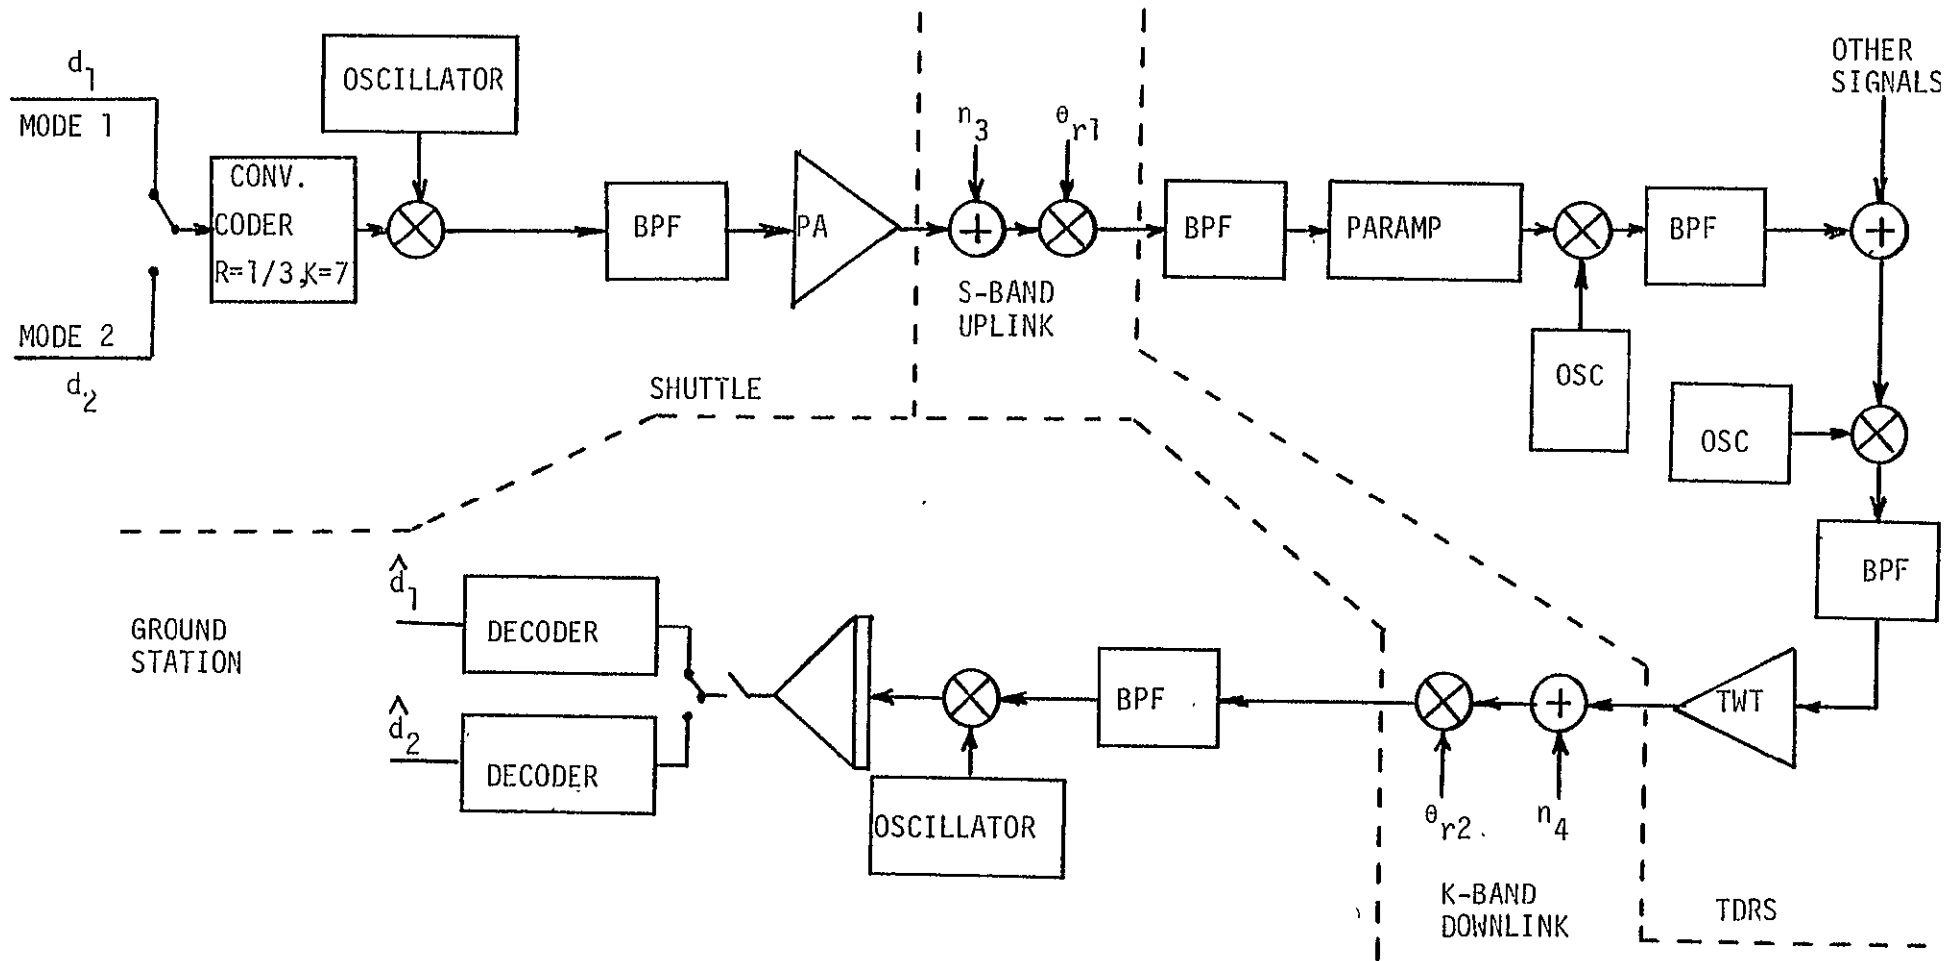 d1
MODE 1
MODE 2
d2
OSCILLATOR
CONV.
CODER
R=1/3,K=7
BPF
PA
n3
θr1
S-BAND
UPLINK
BPF
PARAMP
OSC
BPF
OTHER
SIGNALS
OSC
BPF
TWT
TDRS
n4
θr2
K-BAND
DOWNLINK
BPF
OSCILLATOR
DECODER
DECODER
d̂1
d̂2
SHUTTLE
GROUND
STATION